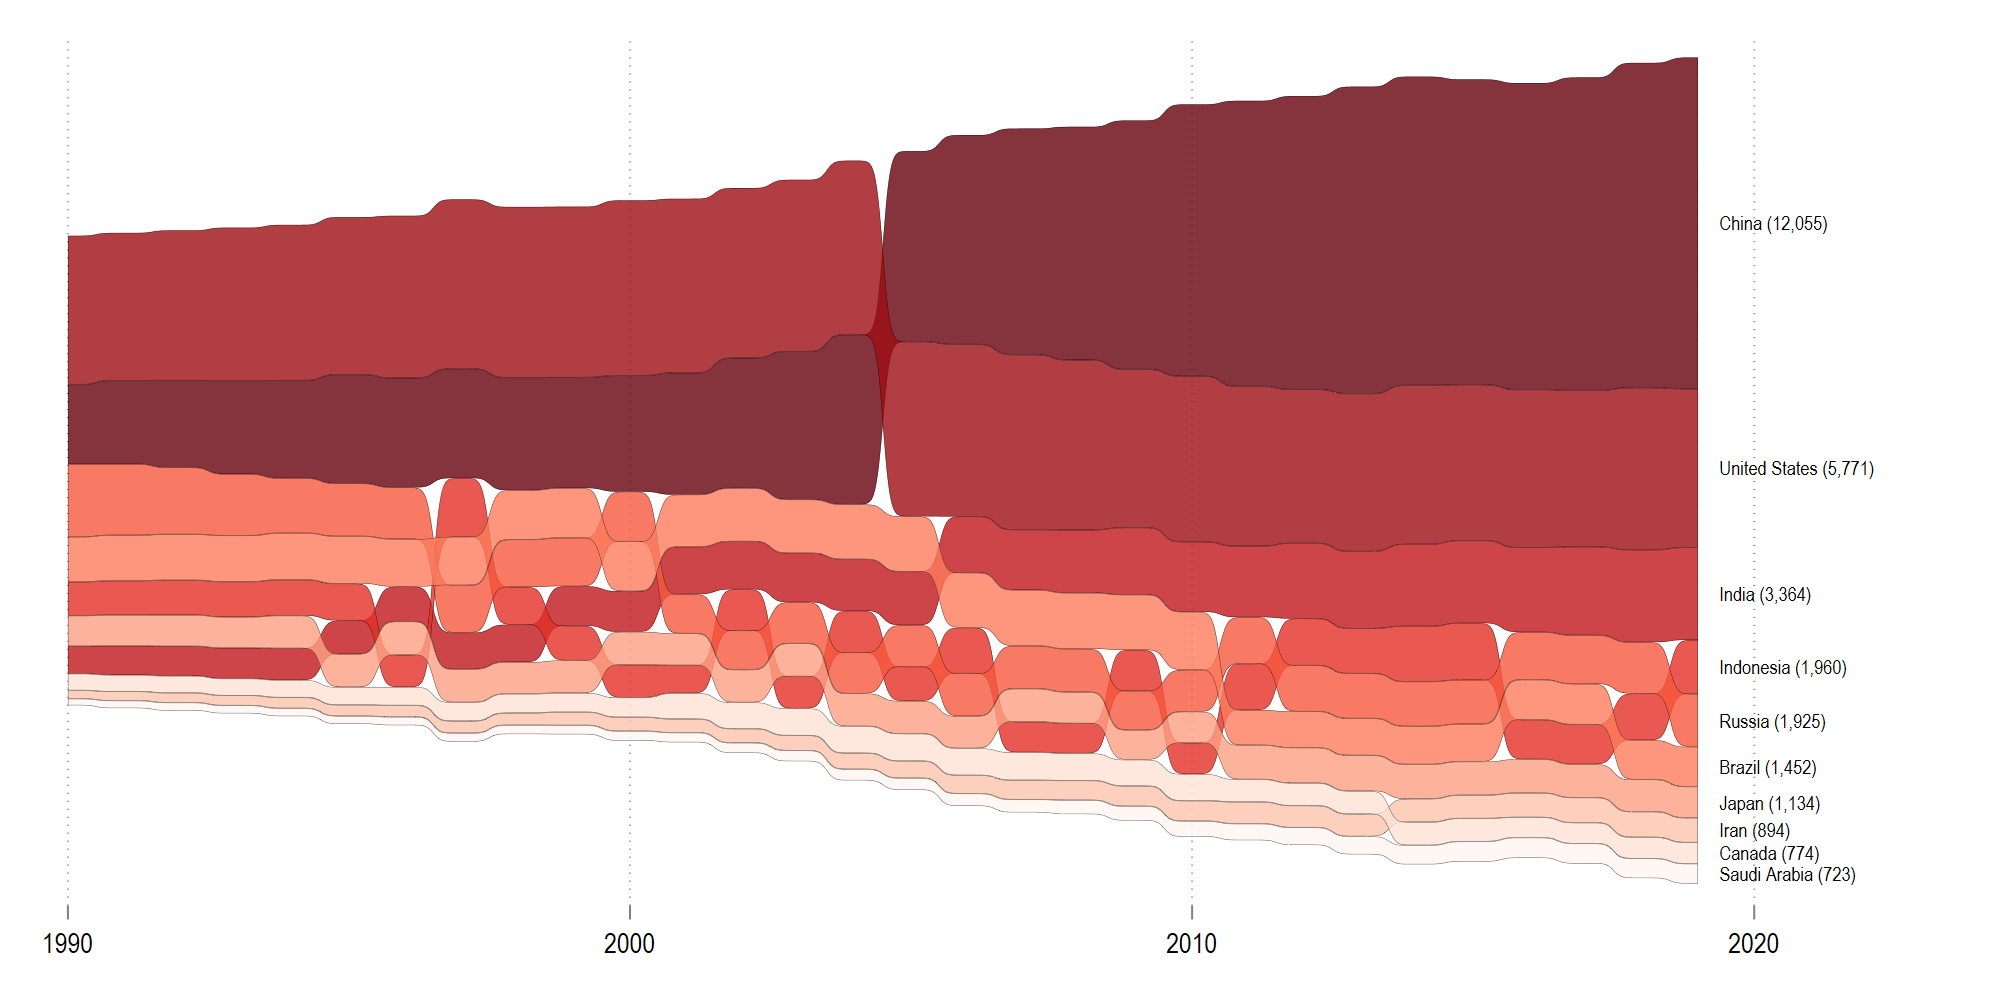 China (12,055)
United States (5,771)
India (3,364)
Indonesia (1,960)
Russia (1,925)
Brazil (1,452)
Japan (1,134)
Iran (894)
Canada (774)
Saudi Arabia (723)
1990 2000 2010 2020